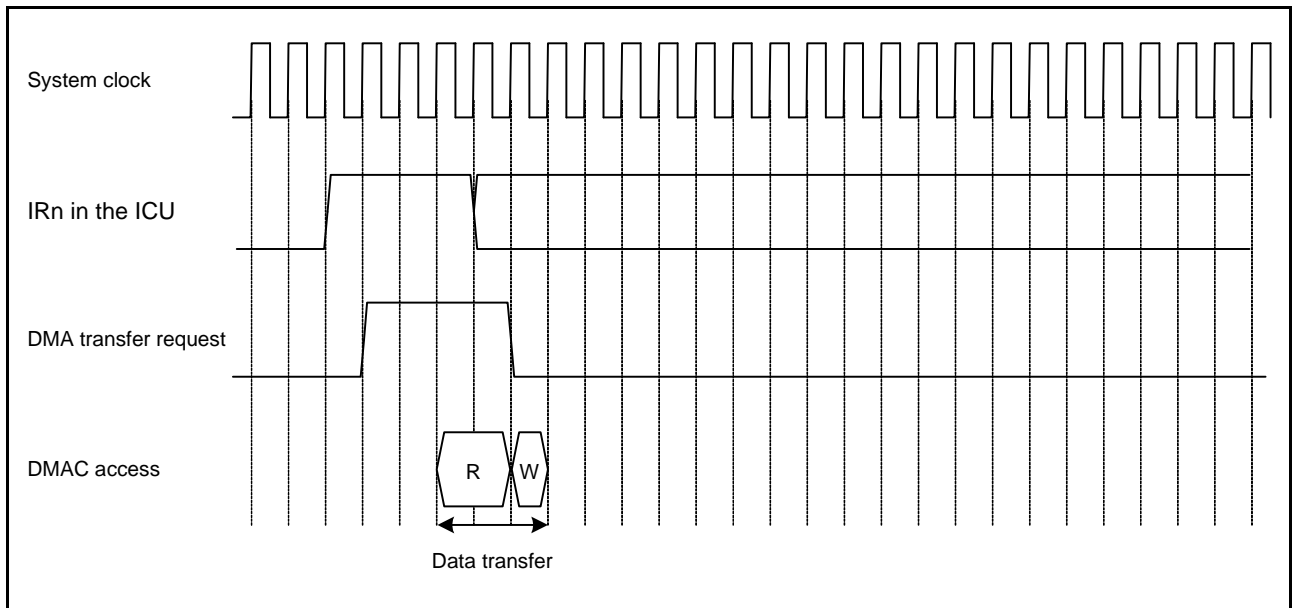 System clock
IRn in the ICU
DMA transfer request
DMAC access
R
W
Data transfer